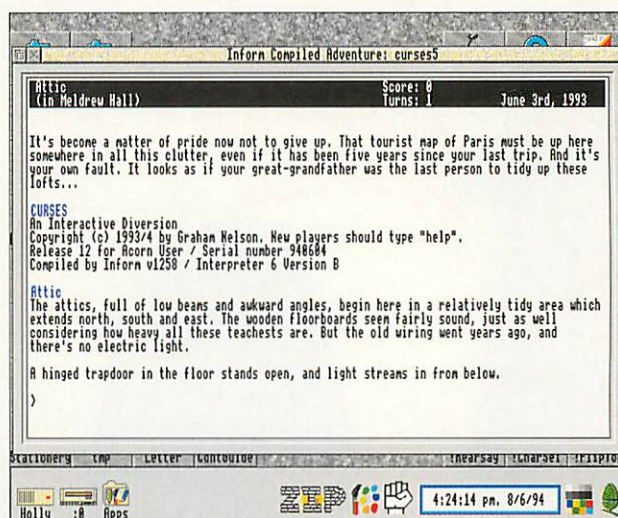 Inform Compiled Adventure: curses5
Attic Score: 0
(in Meldrew Hall) Turns: 1 June 3rd, 1993
It's become a matter of pride now not to give up. That tourist map of Paris must be up here
somewhere in all this clutter, even if it has been five years since your last trip. And it's
your own fault. It looks as if your great-grandfather was the last person to tidy up these
lofts...
CURSES
An Interactive Diversion
Copyright (c) 1993/4 by Graham Nelson. New players should type "help".
Release 12 for Acorn User / Serial number 940604
Compiled by Inform v1258 / Interpreter 6 Version B
Attic
The attics, full of low beams and awkward angles, begin here in a relatively tidy area which
extends north, south and east. The wooden floorboards seem fairly sound, just as well
considering how heavy all these teachests are. But the old wiring went years ago, and
there's no electric light.
A hinged trapdoor in the floor stands open, and light streams in from below.
>
Stationery Tmp Letter ContGuide !Hearsay !CharSel
ZIP
Holly :0 Apps 4:24:14 pm. 8/6/94